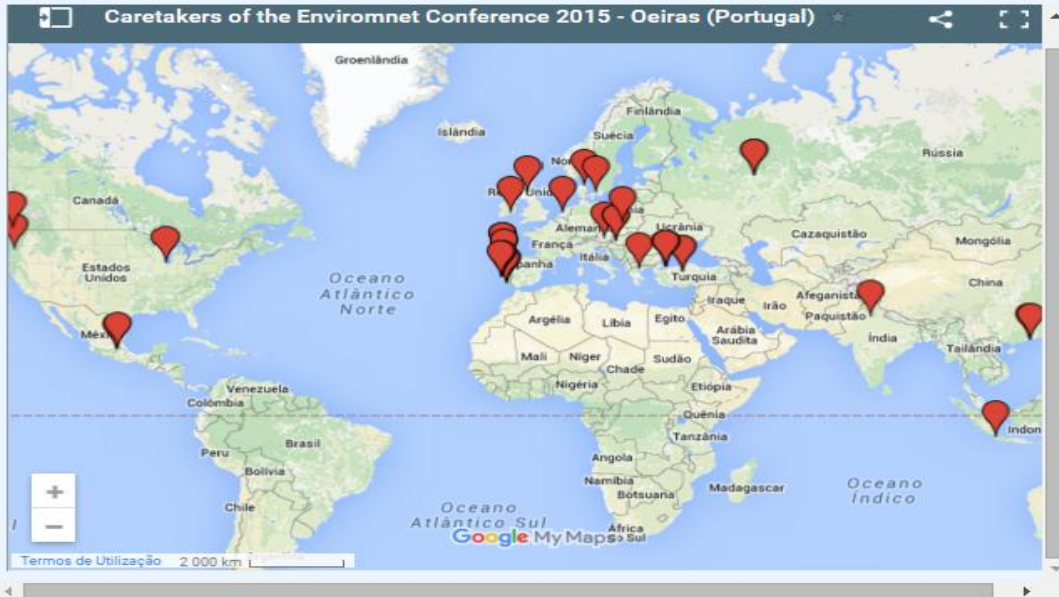 Caretakers of the Enviromnet Conference 2015 - Oeiras (Portugal)
Groenlândia
Islândia
Finlândia
Suécia
Rússia
Canadá
Ucrânia
França
Itália
Cazaquistão
Mongólia
Estados
Unidos
Oceano
Atlântico
Norte
Turquia
China
Iraque
Irão
Paquistão
Argélia
Líbia
Egito
Arábia
Saudita
Índia
Tailândia
Mali
Níger
Chade
Sudão
Nigéria
Etiópia
Venezuela
Colômbia
Quênia
Tanzânia
Brasil
Peru
Bolívia
Angola
Namíbia
Botsuana
Madagascar
Oceano
Índico
Chile
Oceano
Atlântico Sul
Google My Maps
Termos de Utilização 2 000 km